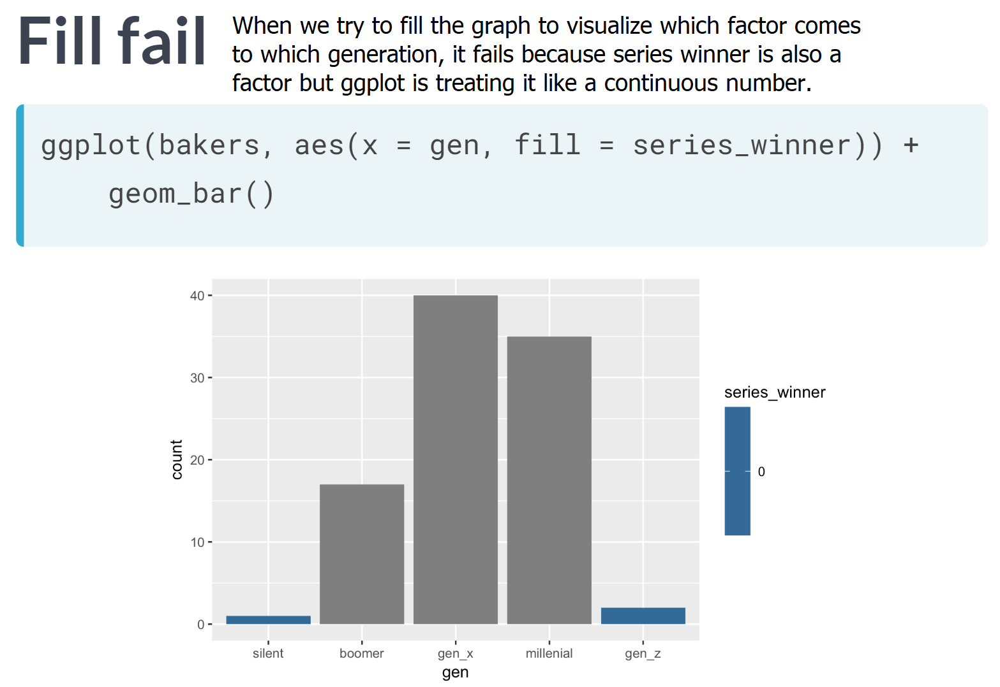 Fill fail
When we try to fill the graph to visualize which factor comes
to which generation, it fails because series winner is also a
factor but ggplot is treating it like a continuous number.
ggplot(bakers, aes(x = gen, fill = series_winner)) +
    geom_bar()
40
30
20
10
0
count
silent boomer gen_x millenial gen_z
gen
series_winner
0